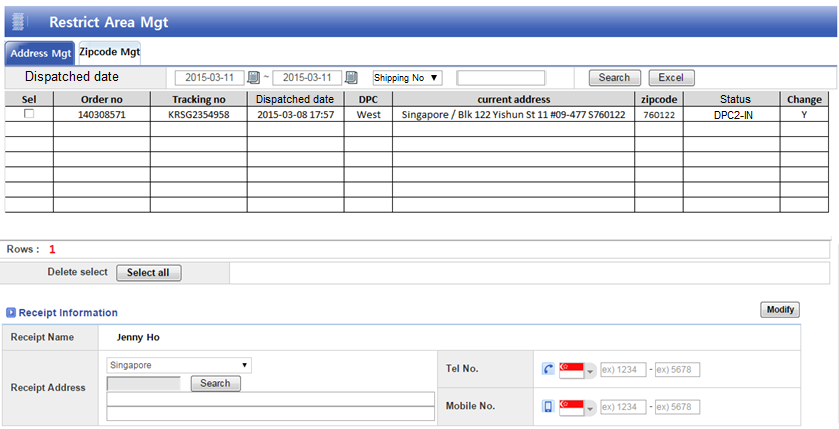 Restrict Area Mgt
Address Mgt Zipcode Mgt
Dispatched date 2015-03-11 ~ 2015-03-11 Shipping No Search Excel
Sel Order no Tracking no Dispatched date DPC current address zipcode Status Change
140308571 KRSG2354958 2015-03-08 17:57 West Singapore / Blk 122 Yishun St 11 #09-477 S760122 760122 DPC2-IN Y
Rows : 1
Delete select Select all
Receipt Information Modify
Receipt Name Jenny Ho
Receipt Address Singapore Search Tel No. ex) 1234 - ex) 5678
Mobile No. ex) 1234 - ex) 5678